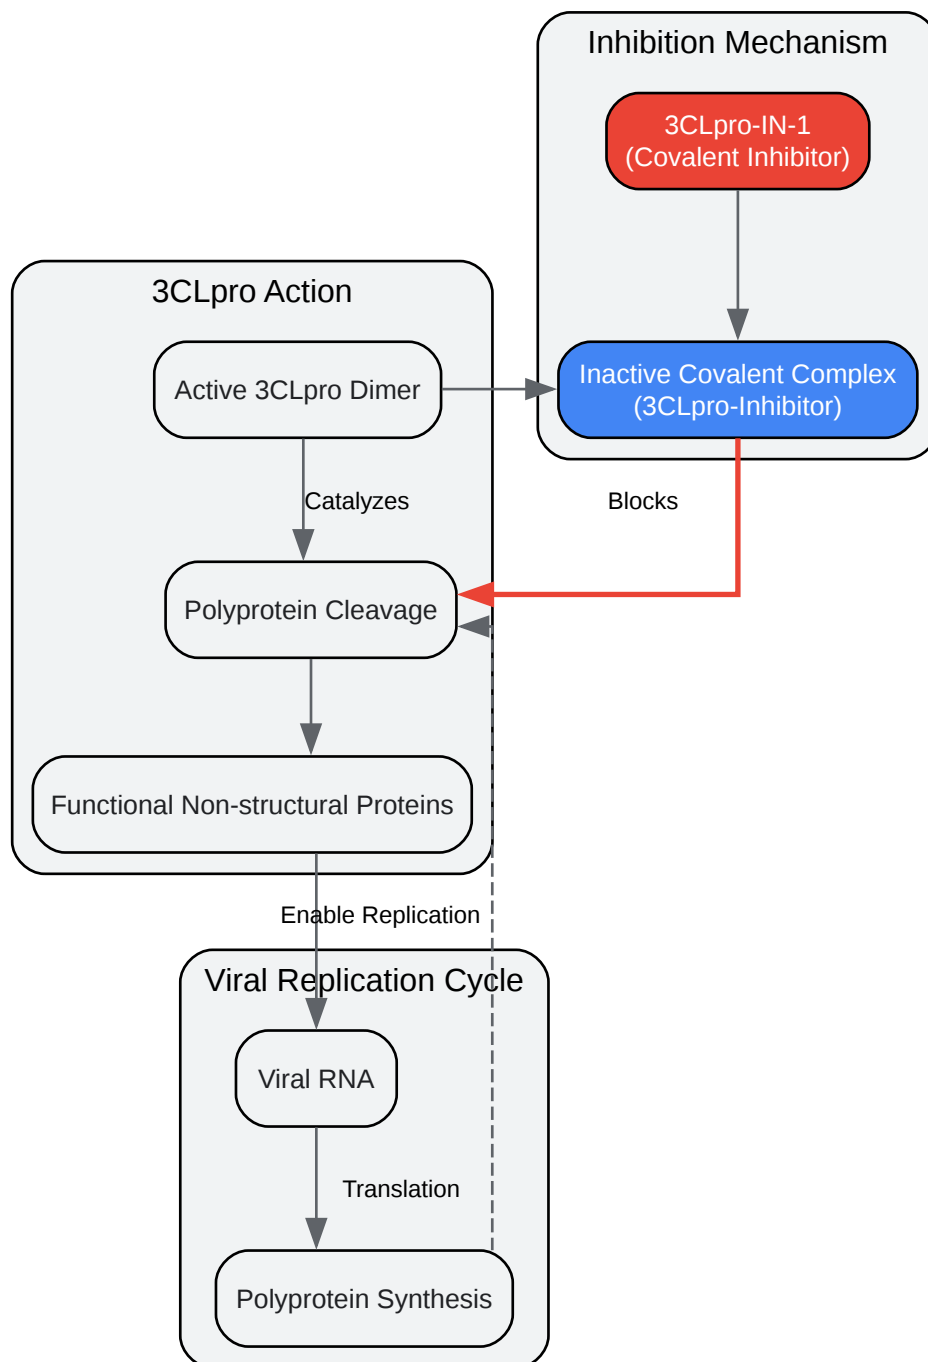 Inhibition Mechanism
3CLpro-IN-1
(Covalent Inhibitor)
3CLpro Action
Active 3CLpro Dimer
Inactive Covalent Complex
(3CLpro-Inhibitor)
Catalyzes
Blocks
Polyprotein Cleavage
Functional Non-structural Proteins
Enable Replication
Viral Replication Cycle
Viral RNA
Translation
Polyprotein Synthesis